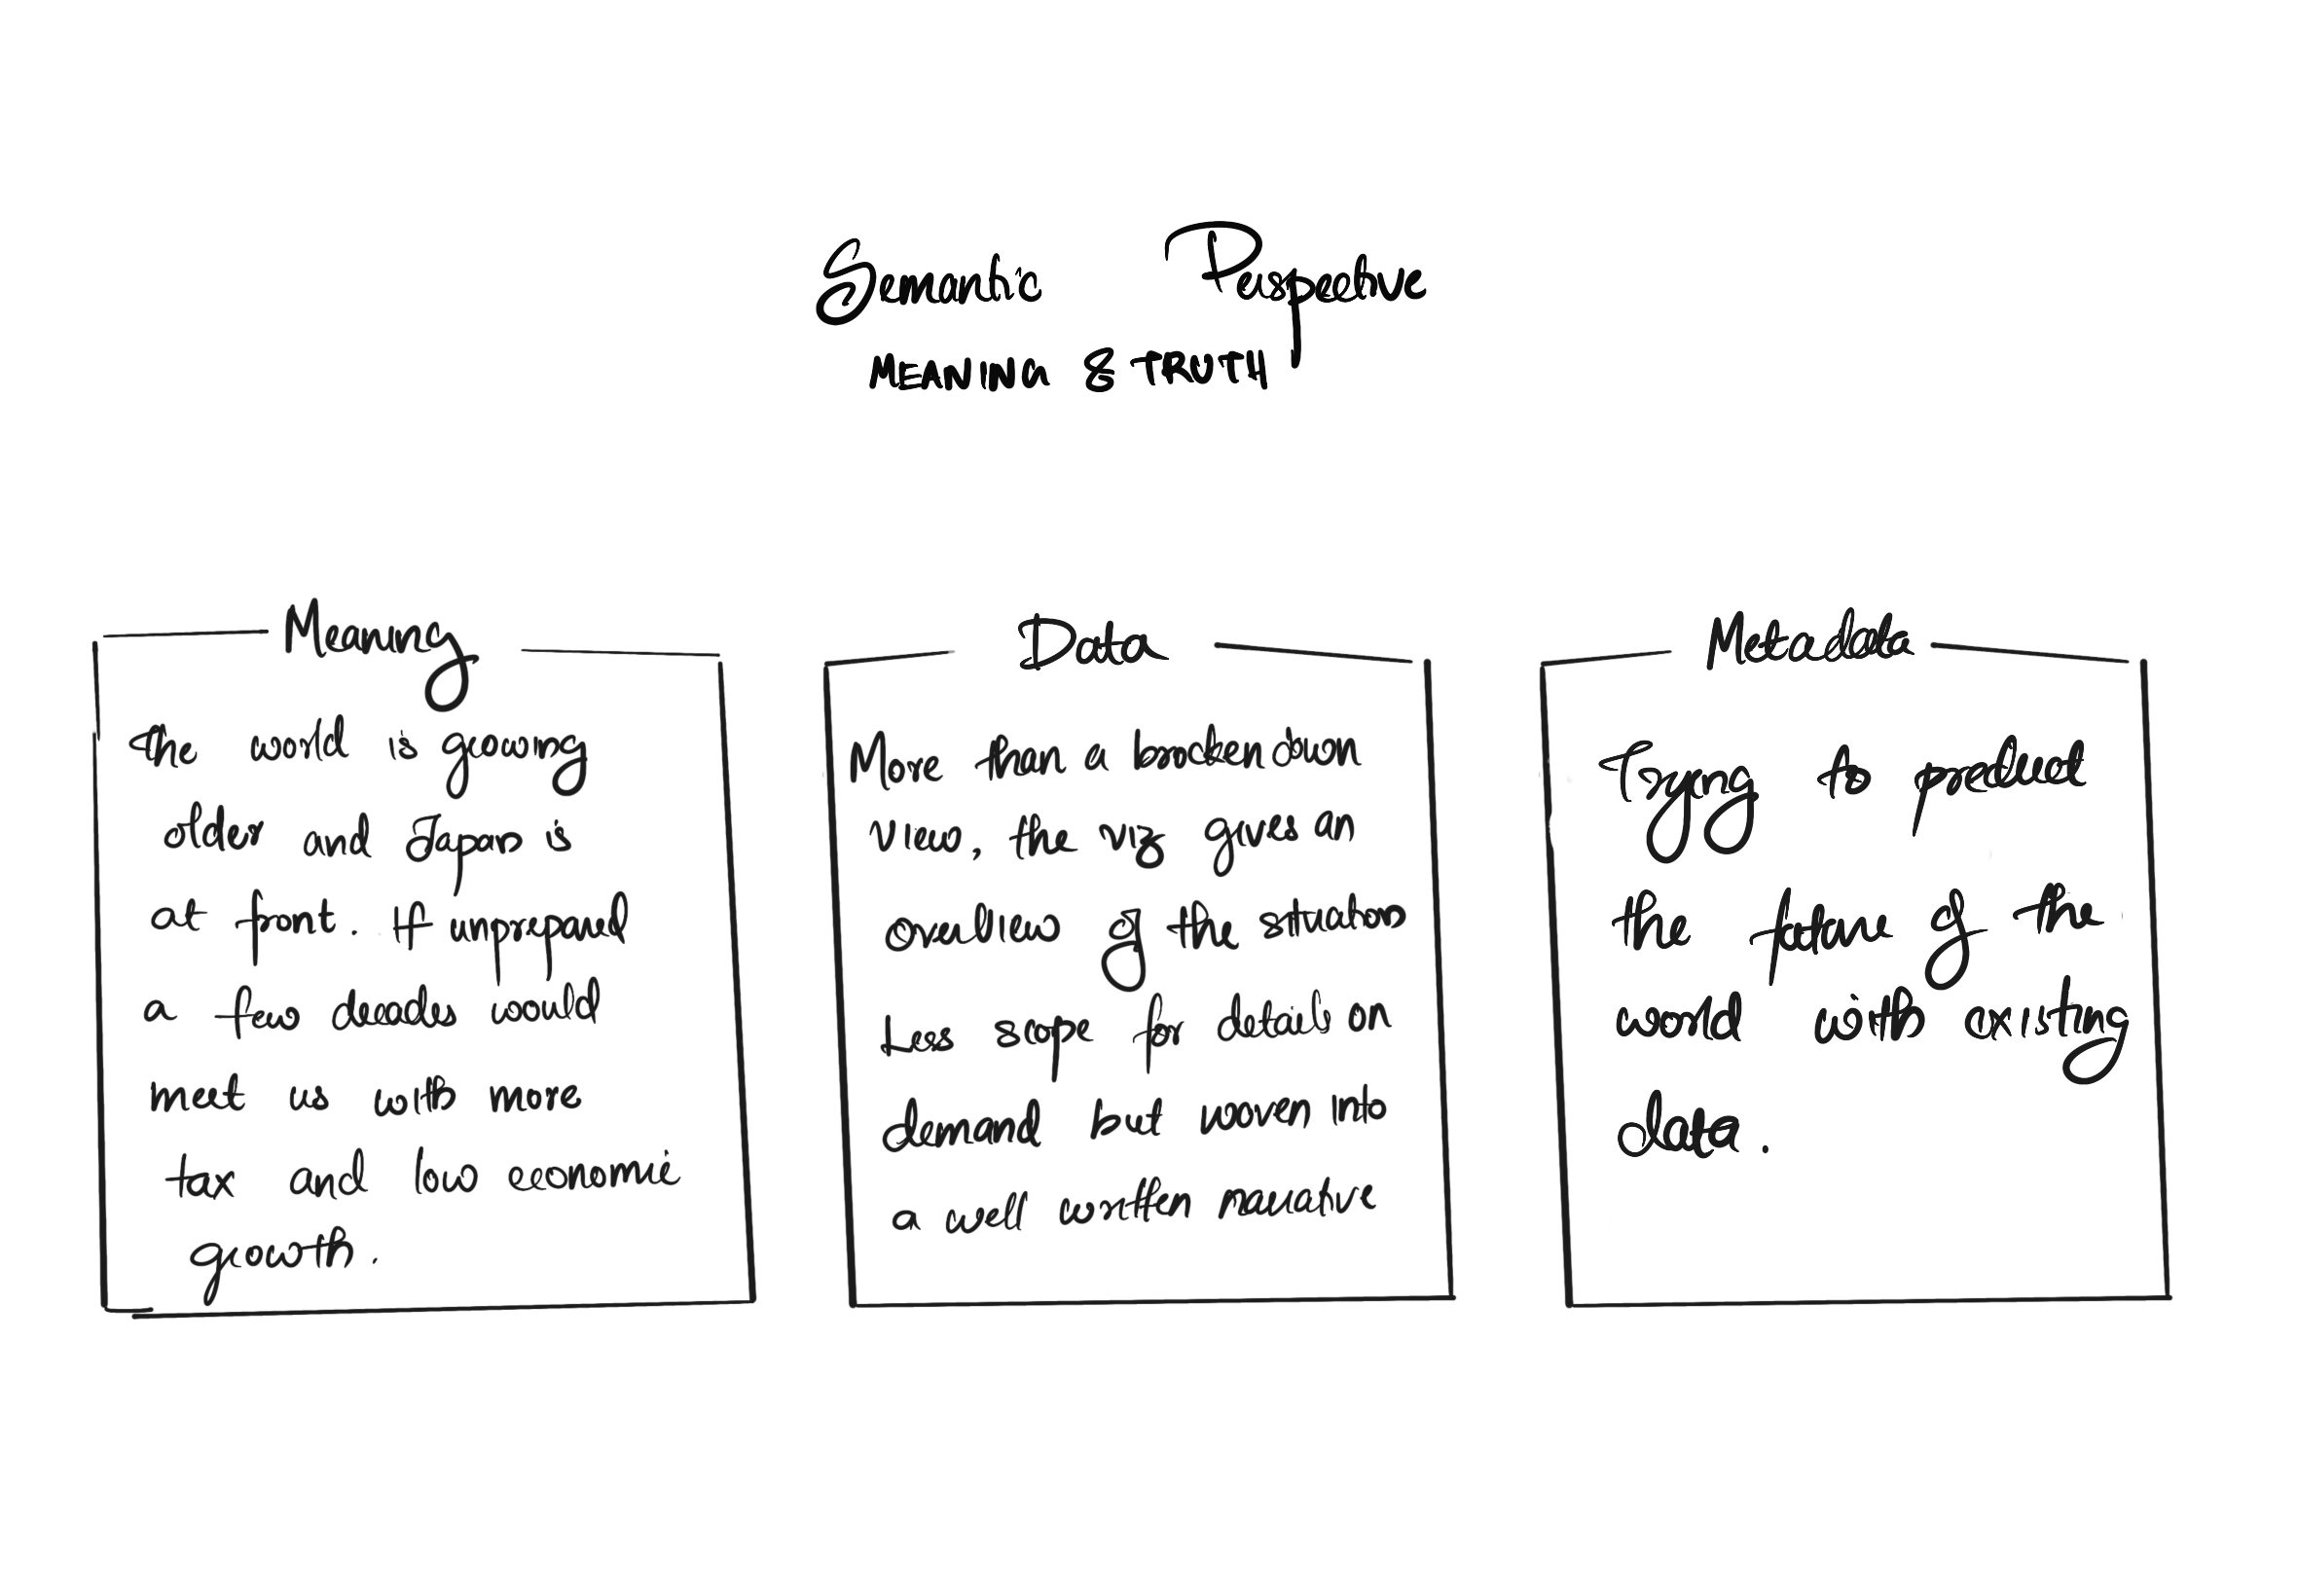 Semantic Perspective
MEANING & TRUTH
Meaning
The world is growing
older and Japan is
at front. If unprepared
a few decades would
meet us with more
tax and low economic
growth.
Data
More than a brocken down
view, the viz gives an
overview of the situation
Less scope for details on
demand but woven into
a well written narrative
Metadata
Trying to predict
the future of the
world with existing
data.